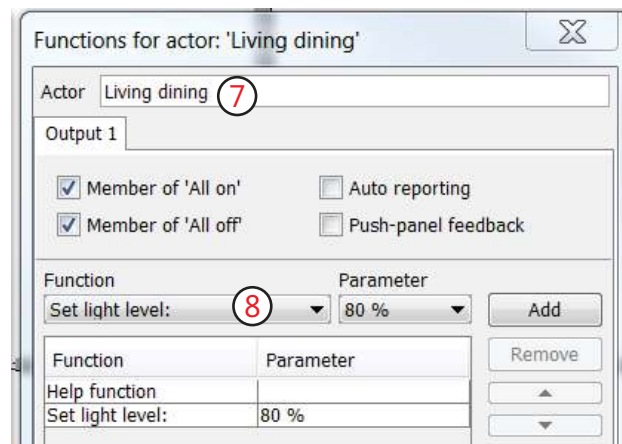 Functions for actor: 'Living dining'
Actor Living dining 7
Output 1
Member of 'All on' Auto reporting
Member of 'All off' Push-panel feedback
Function Parameter
Set light level: 8 80 % Add
Function Parameter Remove
Help function
Set light level: 80 %